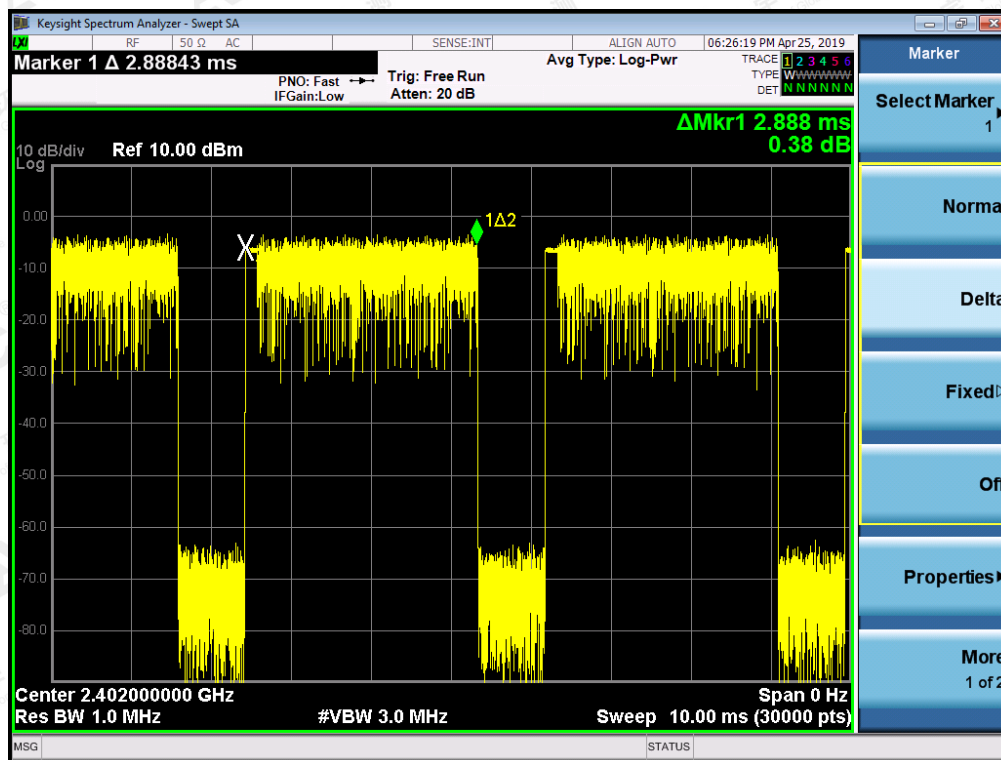 Keysight Spectrum Analyzer - Swept SA
LXI RF 50 Ω AC SENSE:INT ALIGN AUTO 06:26:19 PM Apr 25, 2019
Marker 1 Δ 2.88843 ms
PNO: Fast
IFGain:Low
Trig: Free Run
Atten: 20 dB
Avg Type: Log-Pwr
TRACE 1 2 3 4 5 6
TYPE WWWWWW
DET N N N N N N
ΔMkr1 2.888 ms
0.38 dB
10 dB/div Ref 10.00 dBm
Log
0.00
-10.0
-20.0
-30.0
-40.0
-50.0
-60.0
-70.0
-80.0
1Δ2
Center 2.402000000 GHz Span 0 Hz
Res BW 1.0 MHz #VBW 3.0 MHz Sweep 10.00 ms (30000 pts)
MSG STATUS
Marker
Select Marker
1
Norma
Delta
Fixed
Off
Properties
More
1 of 2